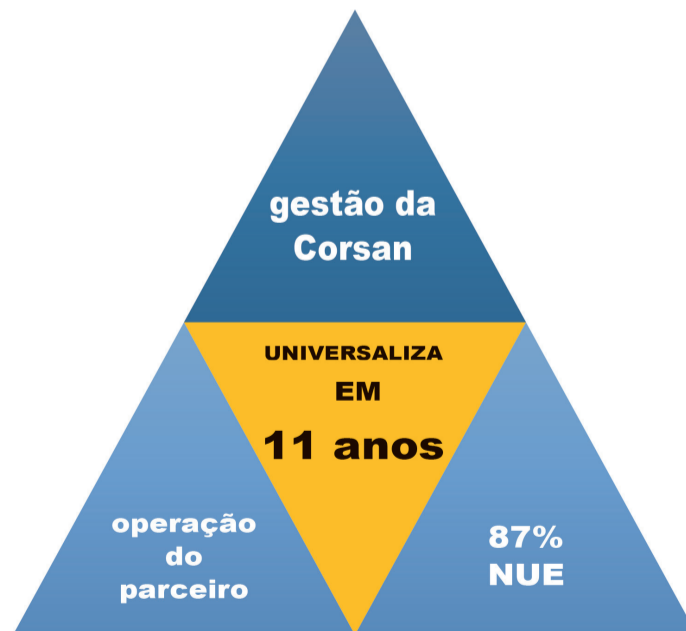 gestão da
Corsan
UNIVERSALIZA
EM
11 anos
operação
do
parceiro
87%
NUE